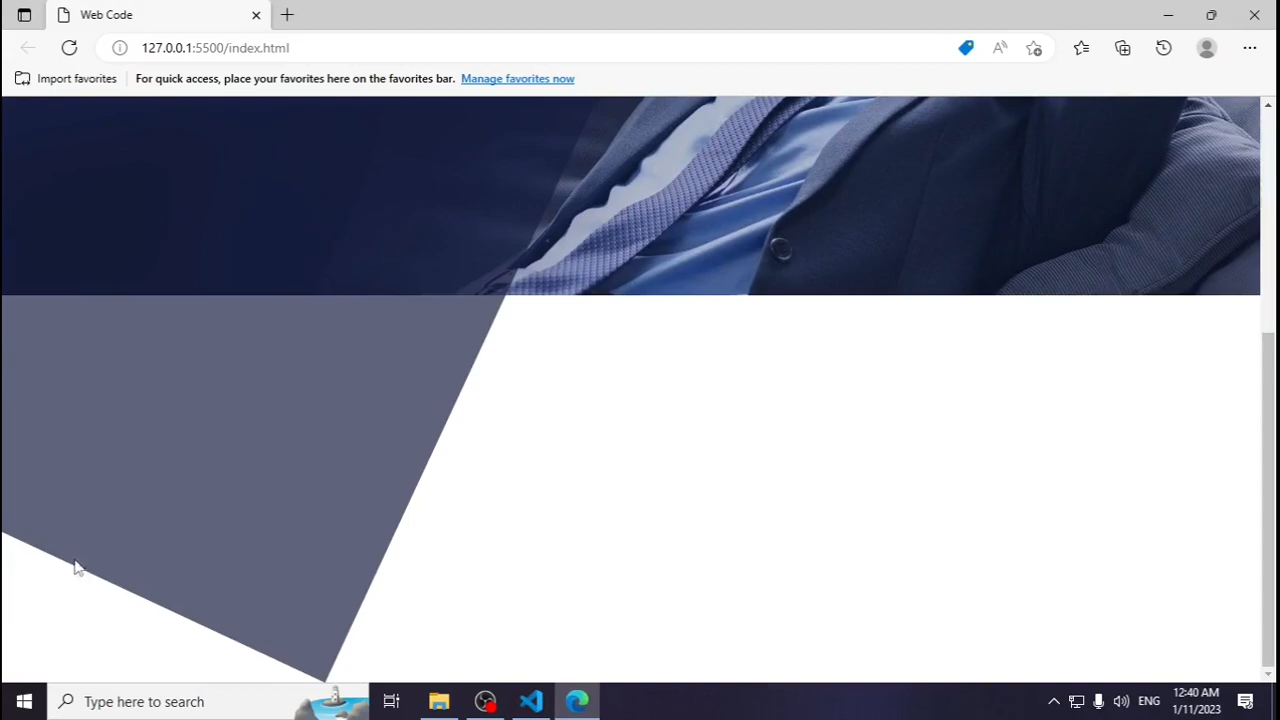 Web Code
127.0.0.1:5500/index.html
Import favorites
For quick access, place your favorites here on the favorites bar. Manage favorites now
Type here to search
ENG
12:40 AM
1/11/2023